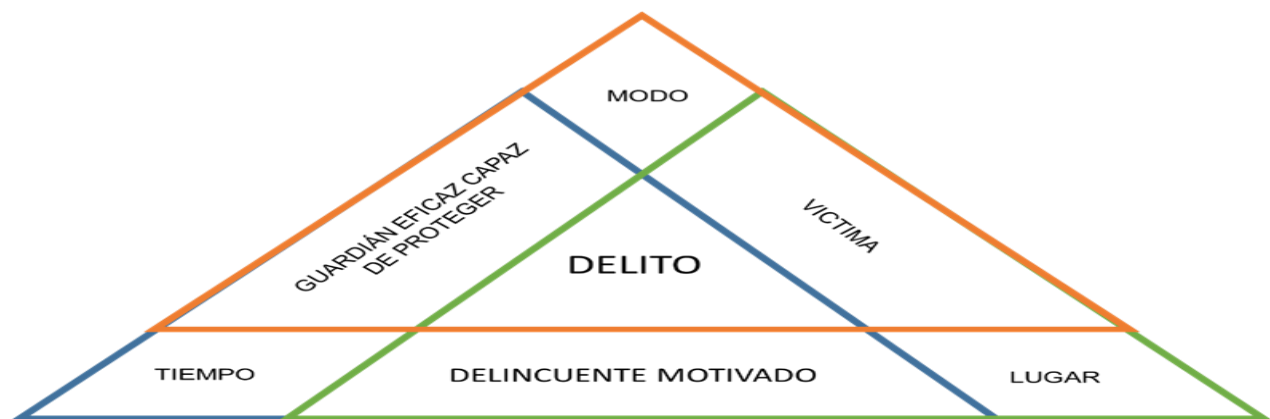 MODO
GUARDIÁN EFICAZ CAPAZ
DE PROTEGER
VICTIMA
DELITO
TIEMPO
DELINCUENTE MOTIVADO
LUGAR